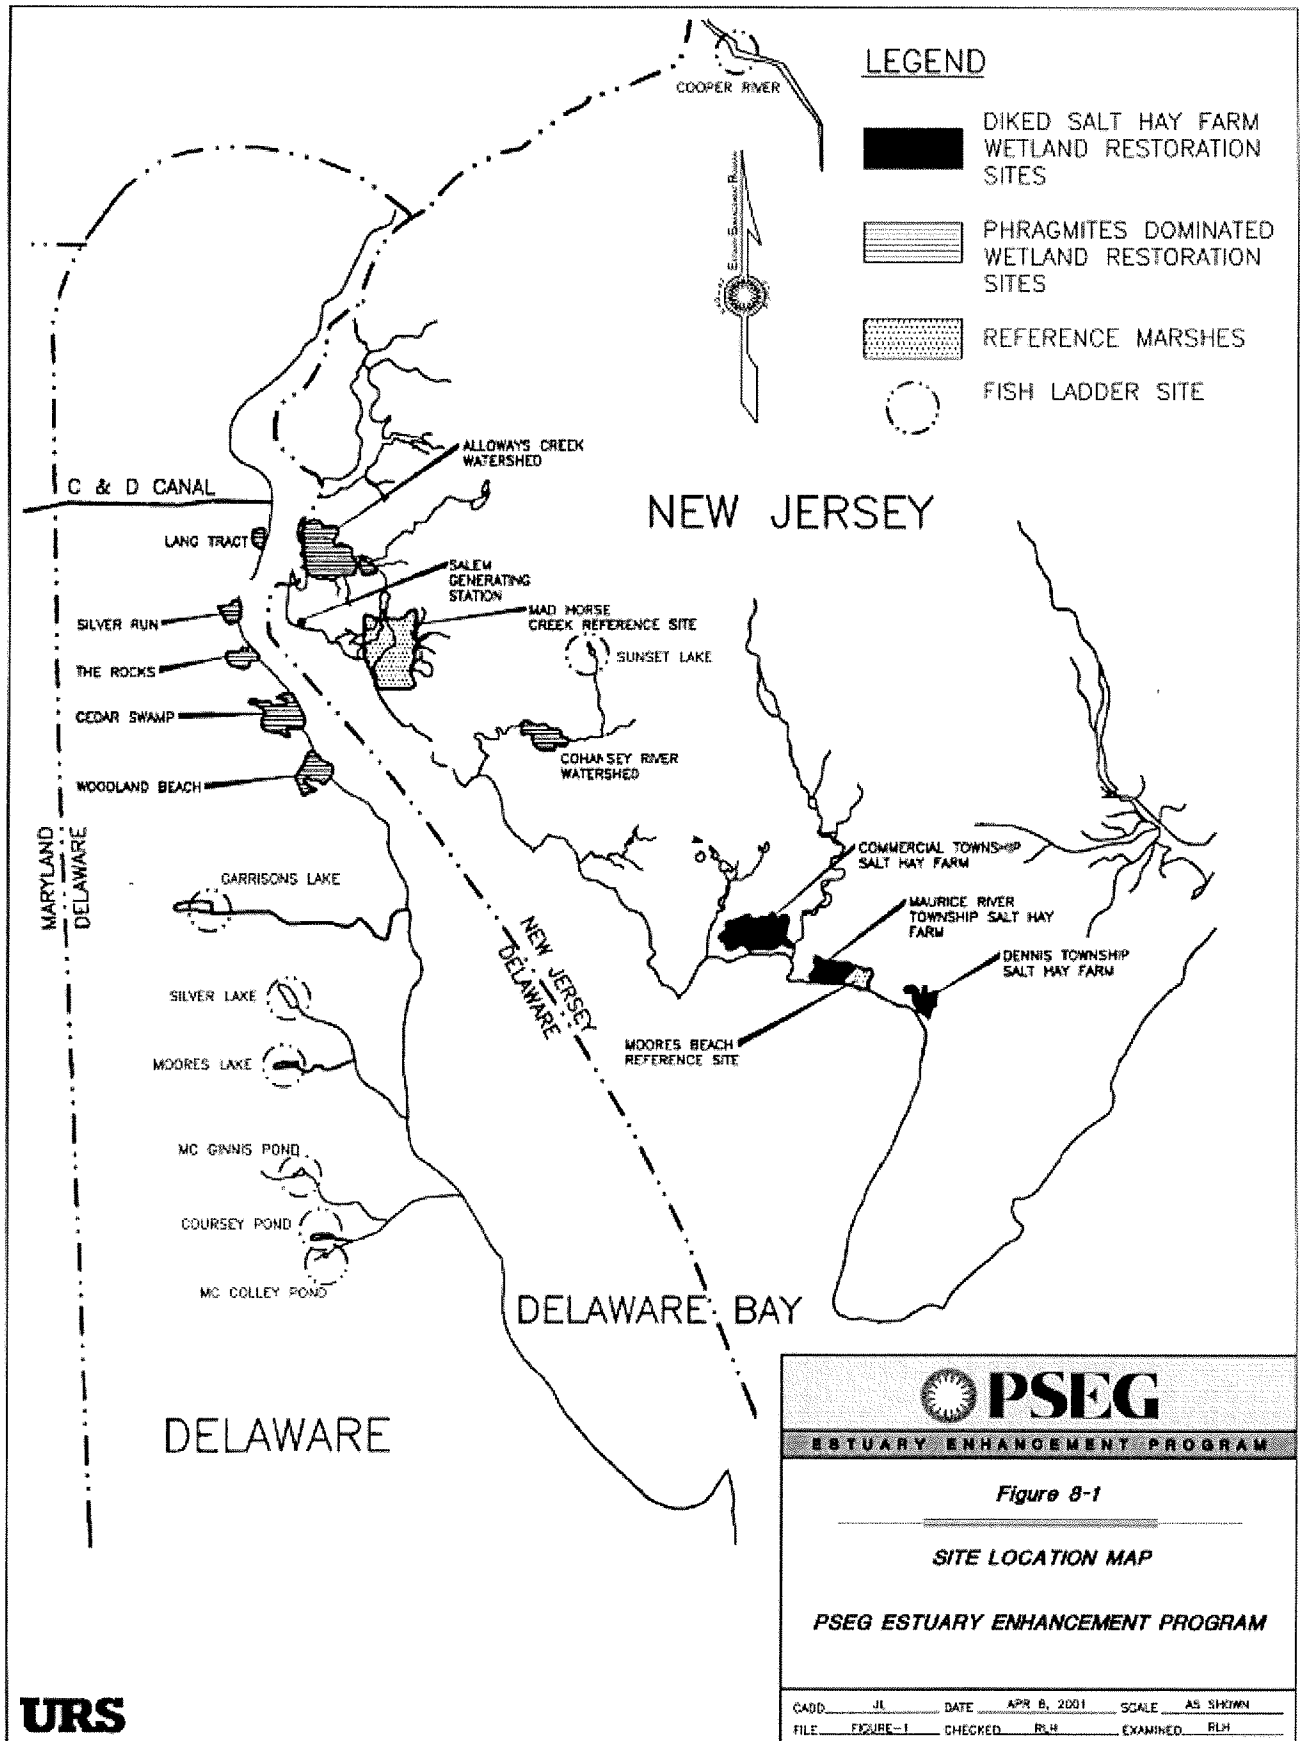 COOPER RIVER
LEGEND
DIKED SALT HAY FARM
WETLAND RESTORATION
SITES
PHRAGMITES DOMINATED
WETLAND RESTORATION
SITES
REFERENCE MARSHES
FISH LADDER SITE
ALLOWAYS CREEK
WATERSHED
C & D CANAL
NEW JERSEY
LANG TRACT
SALEM
GENERATING
STATION
SILVER RUN
MAD HORSE
CREEK REFERENCE SITE
SUNSET LAKE
THE ROCKS
CEDAR SWAMP
COHANSEY RIVER
WATERSHED
WOODLAND BEACH
MARYLAND
DELAWARE
COMMERCIAL TOWNSHIP
SALT HAY FARM
GARRISONS LAKE
MAURICE RIVER
TOWNSHIP SALT HAY
FARM
NEW JERSEY
DELAWARE
DENNIS TOWNSHIP
SALT HAY FARM
SILVER LAKE
MOORES BEACH
REFERENCE SITE
MOORES LAKE
MC GINNIS POND
COURSEY POND
MC COLLEY POND
DELAWARE BAY
DELAWARE
PSEG
ESTUARY ENHANCEMENT PROGRAM
Figure 8-1
SITE LOCATION MAP
PSEG ESTUARY ENHANCEMENT PROGRAM
URS
CADD JL DATE APR 8, 2001 SCALE AS SHOWN
FILE FIGURE-1 CHECKED RLH EXAMINED RLH